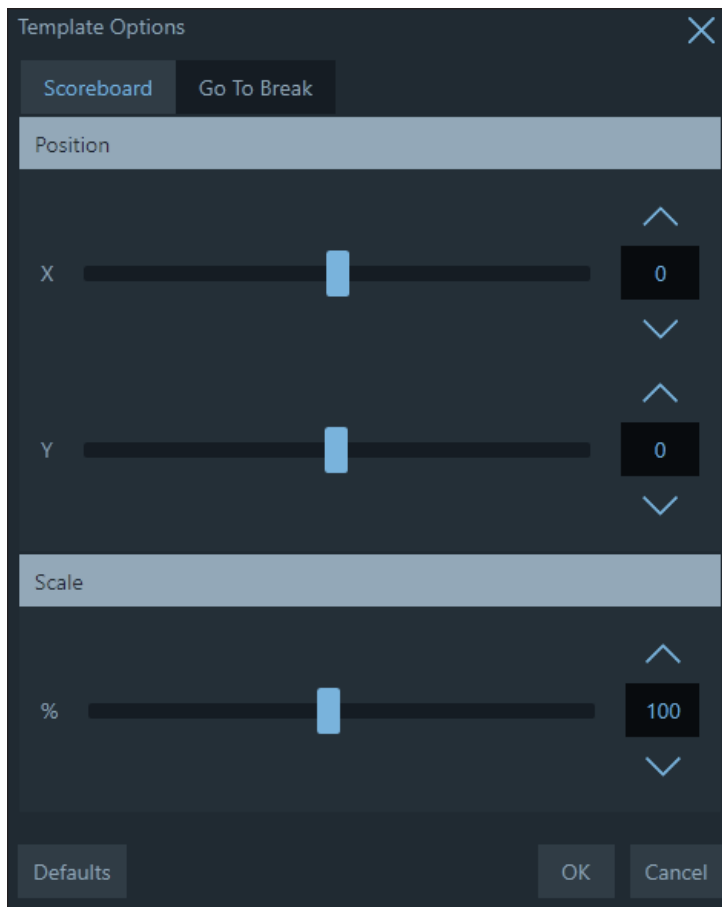 Template Options
Scoreboard Go To Break
Position
X 0
Y 0
Scale
% 100
Defaults OK Cancel